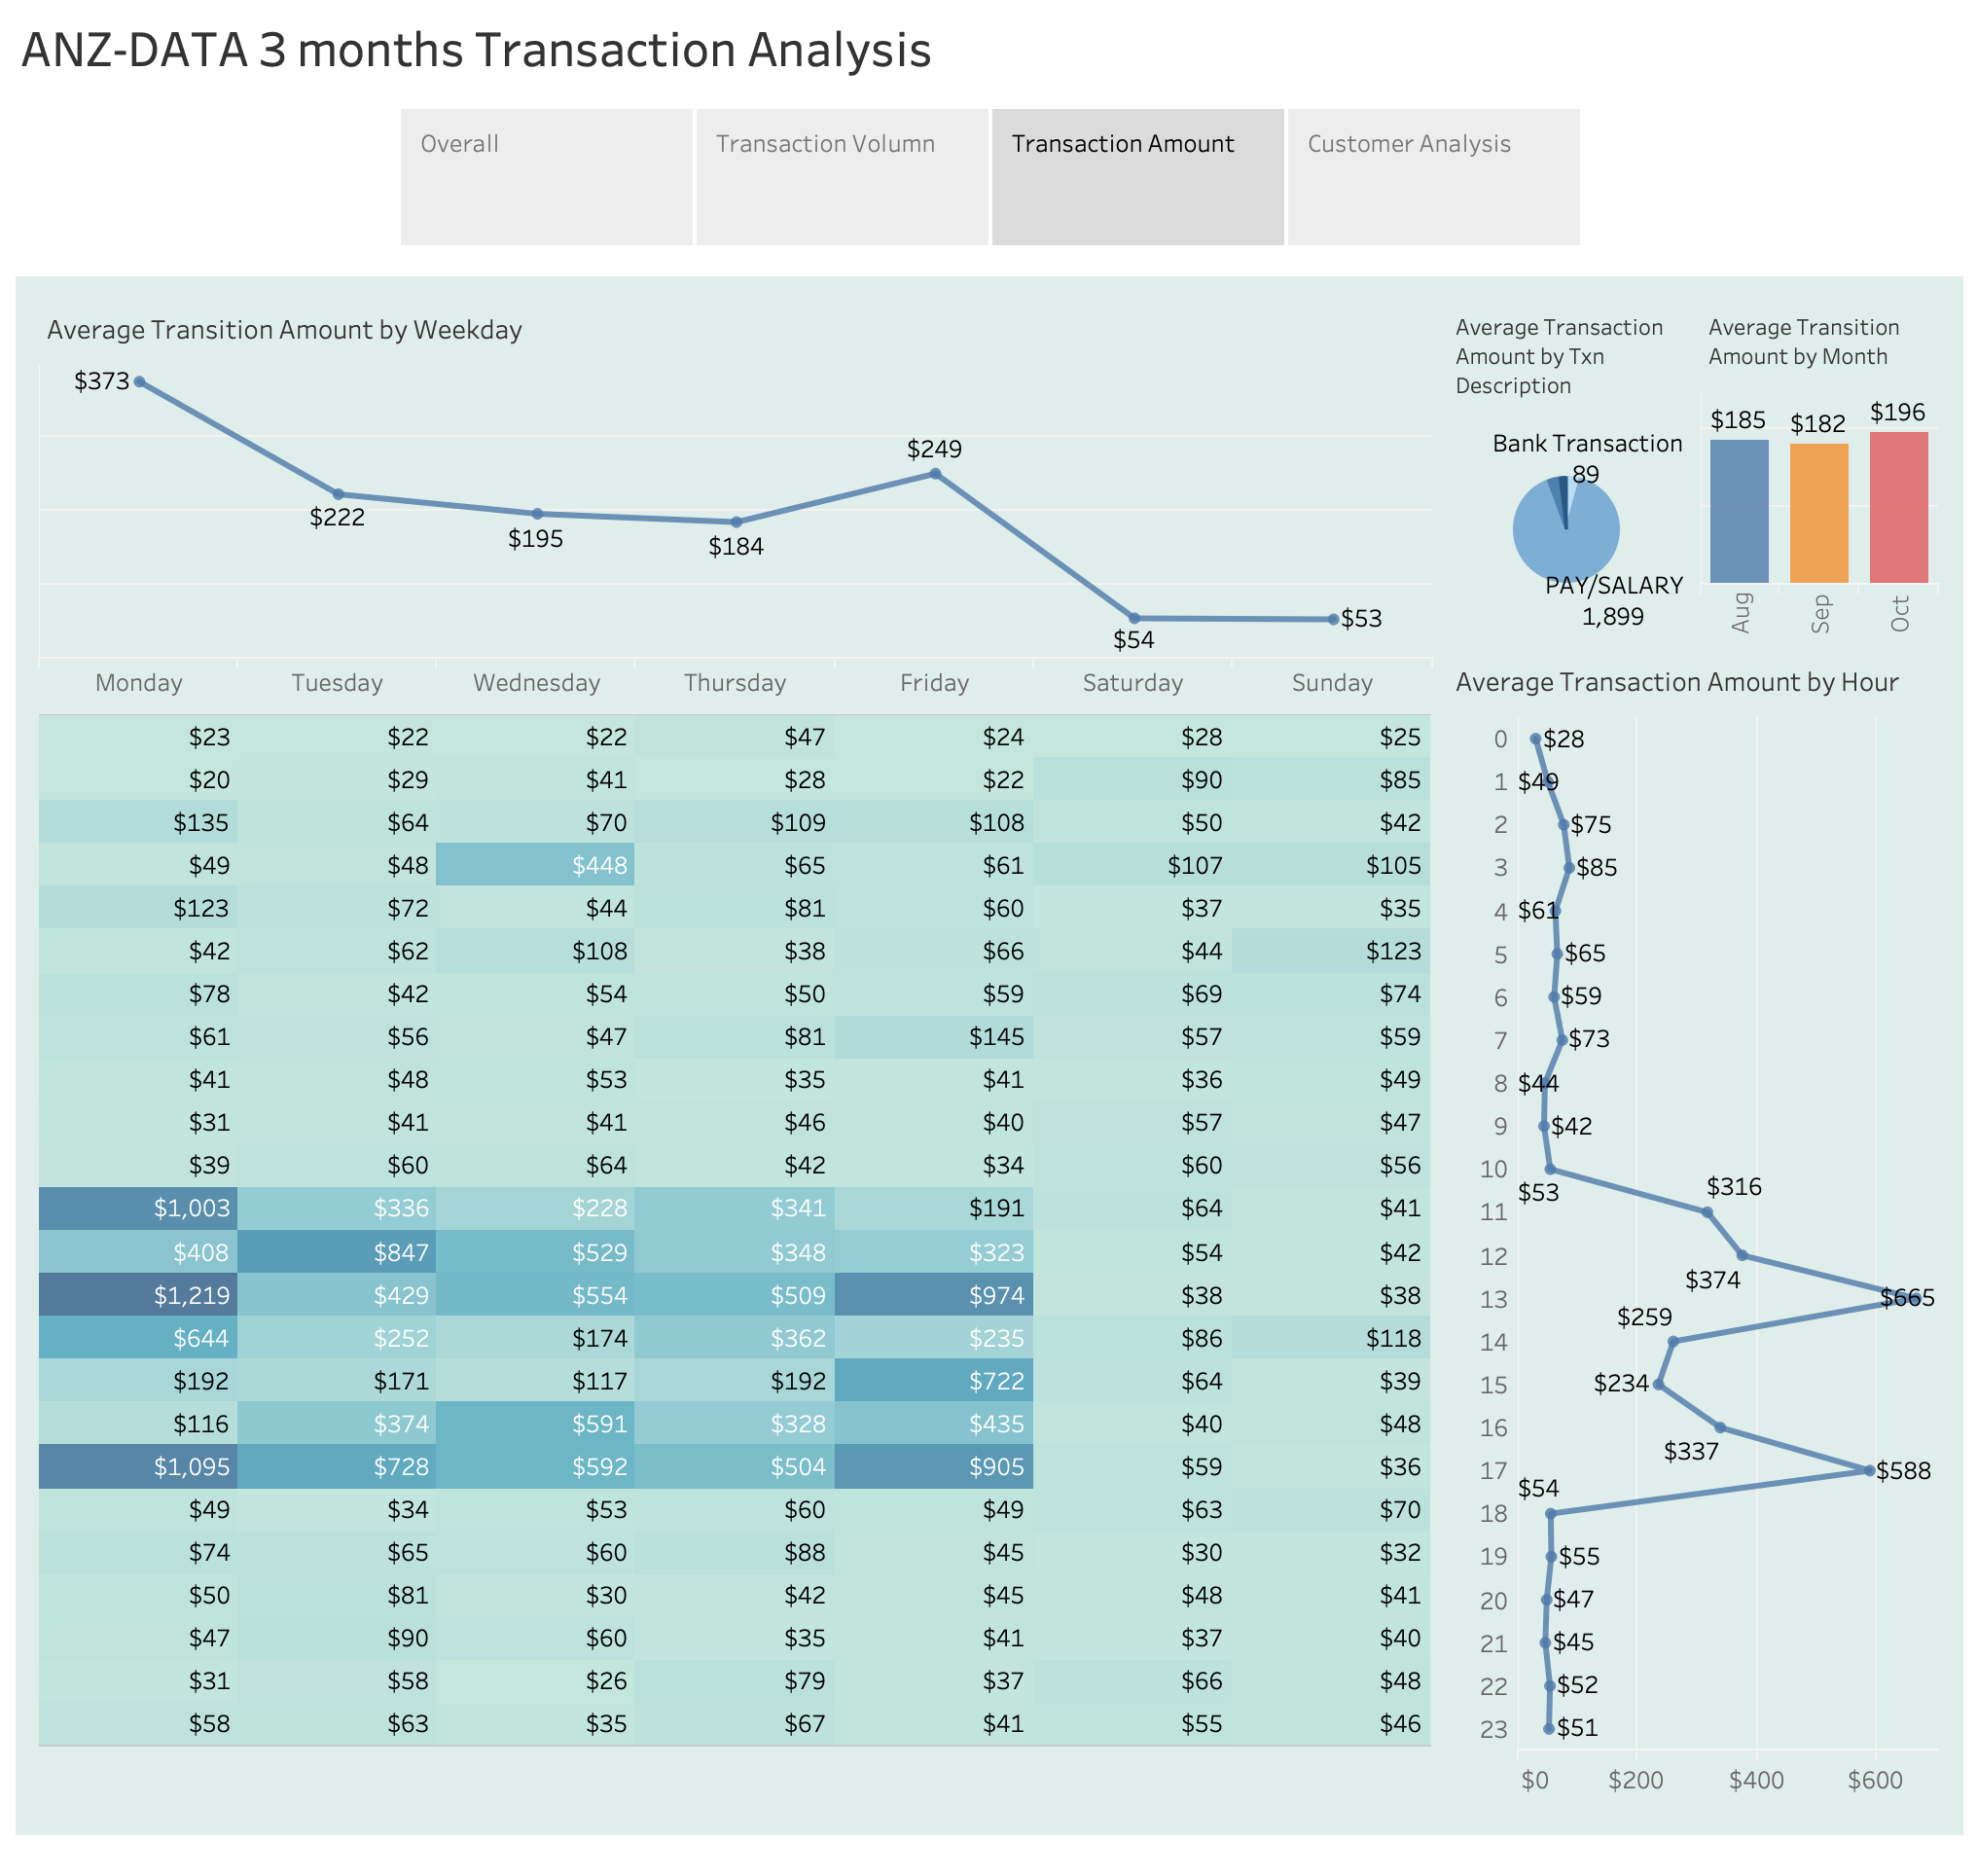 ANZ-DATA 3 months Transaction Analysis
Overall
Transaction Volumn
Transaction Amount
Customer Analysis
Average Transition Amount by Weekday
$373
$222
$195
$184
$249
$54
$53
Monday Tuesday Wednesday Thursday Friday Saturday Sunday
$23 $22 $22 $47 $24 $28 $25
$20 $29 $41 $28 $22 $90 $85
$135 $64 $70 $109 $108 $50 $42
$49 $48 $448 $65 $61 $107 $105
$123 $72 $44 $81 $60 $37 $35
$42 $62 $108 $38 $66 $44 $123
$78 $42 $54 $50 $59 $69 $74
$61 $56 $47 $81 $145 $57 $59
$41 $48 $53 $35 $41 $36 $49
$31 $41 $41 $46 $40 $57 $47
$39 $60 $64 $42 $34 $60 $56
$1,003 $336 $228 $341 $191 $64 $41
$408 $847 $529 $348 $323 $54 $42
$1,219 $429 $554 $509 $974 $38 $38
$644 $252 $174 $362 $235 $86 $118
$192 $171 $117 $192 $722 $64 $39
$116 $374 $591 $328 $435 $40 $48
$1,095 $728 $592 $504 $905 $59 $36
$49 $34 $53 $60 $49 $63 $70
$74 $65 $60 $88 $45 $30 $32
$50 $81 $30 $42 $45 $48 $41
$47 $90 $60 $35 $41 $37 $40
$31 $58 $26 $79 $37 $66 $48
$58 $63 $35 $67 $41 $55 $46
Average Transaction
Amount by Txn
Description
Bank Transaction
89
PAY/SALARY
1,899
Average Transition
Amount by Month
$185 $182 $196
Aug Sep Oct
Average Transaction Amount by Hour
0 $28
1 $49
2 $75
3 $85
4 $61
5 $65
6 $59
7 $73
8 $44
9 $42
10 $53
11 $316
12 $374
13 $665
14 $259
15 $234
16 $337
17 $588
18 $54
19 $55
20 $47
21 $45
22 $52
23 $51
$0 $200 $400 $600